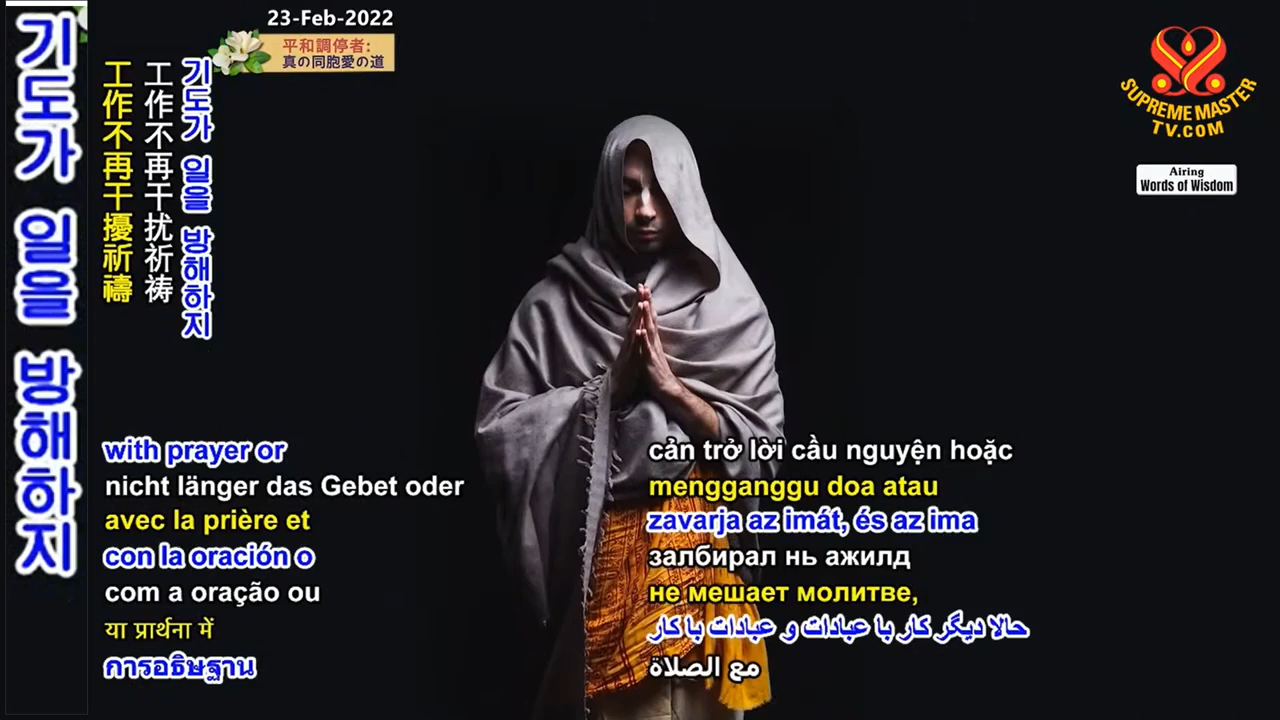 기도가 일을 방해하지
23-Feb-2022
平和調停者:
真の同胞愛の道
기도가 일을 방해하지
工作不再干扰祈祷
工作不再干擾祈禱
SUPREME MASTER
TV.COM
Airing
Words of Wisdom
with prayer or
nicht länger das Gebet oder
avec la prière et
con la oración o
com a oração ou
या प्रार्थना में
การอธิษฐาน
cản trở lời cầu nguyện hoặc
mengganggu doa atau
zavarja az imát, és az ima
залбирал нь ажилд
не мешает молитве,
حالا دیگر کار با عبادات و عبادات با کار
مع الصلاة